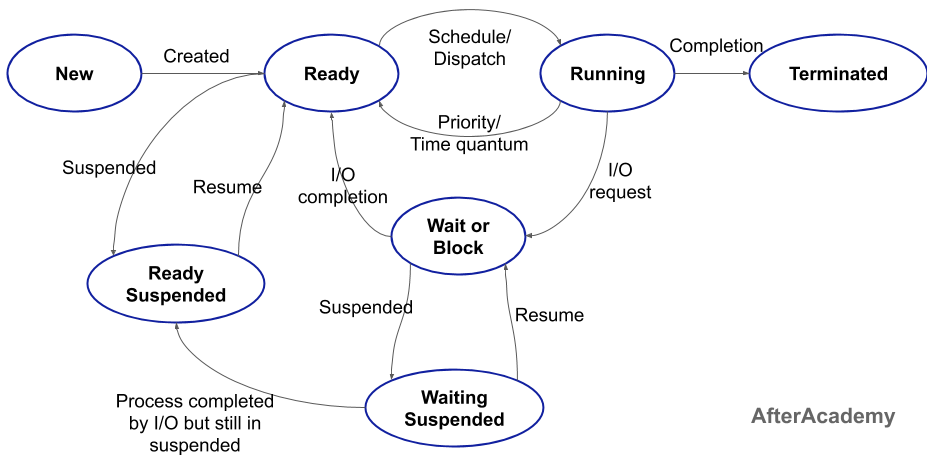 New
Created
Ready
Schedule/
Dispatch
Running
Completion
Terminated
Priority/
Time quantum
Suspended
Resume
I/O
completion
I/O
request
Wait or
Block
Ready
Suspended
Suspended
Resume
Process completed
by I/O but still in
suspended
Waiting
Suspended
AfterAcademy